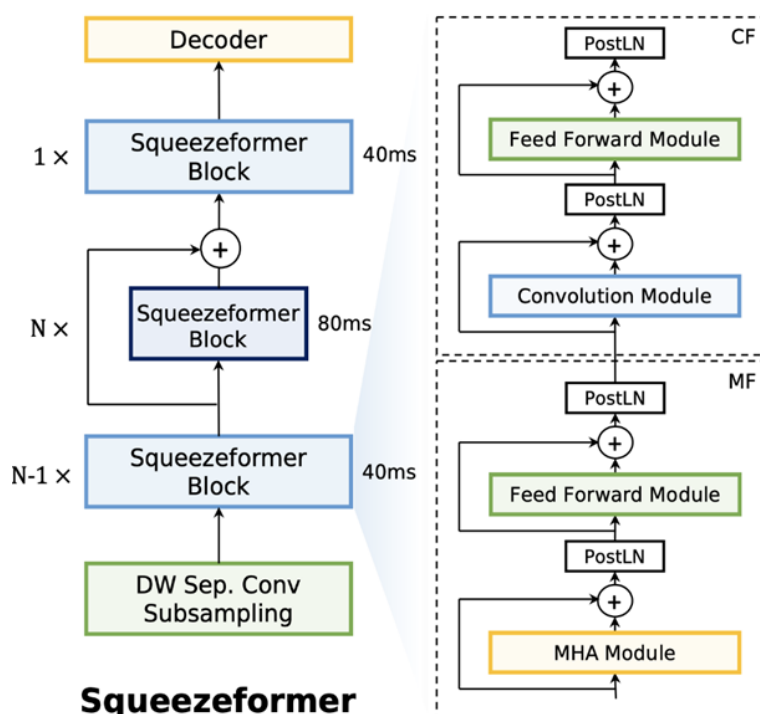 Decoder
1 ×
Squeezeformer
Block
40ms
+
N ×
Squeezeformer
Block
80ms
N-1 ×
Squeezeformer
Block
40ms
DW Sep. Conv
Subsampling
Squeezeformer
CF
PostLN
+
Feed Forward Module
PostLN
+
Convolution Module
MF
PostLN
+
Feed Forward Module
PostLN
+
MHA Module